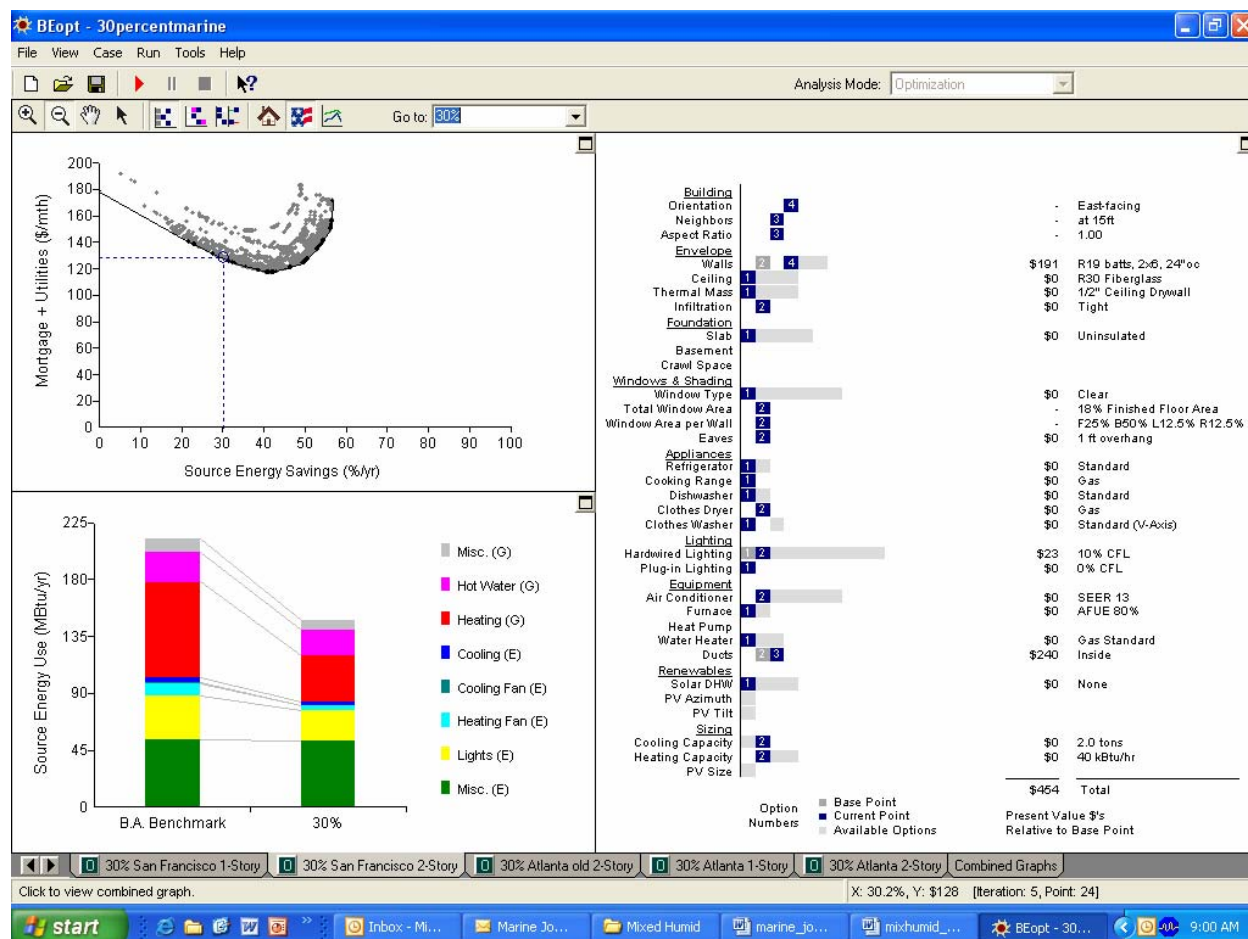 BEopt - 30percentmarine
File View Case Run Tools Help
Analysis Mode: Optimization
Go to: 30%
Mortgage + Utilities ($/mth)
200
180
160
140
120
100
80
60
40
20
0
0 10 20 30 40 50 60 70 80 90 100
Source Energy Savings (%/yr)
Source Energy Use (MBtu/yr)
225
180
135
90
45
0
B.A. Benchmark 30%
Misc. (G)
Hot Water (G)
Heating (G)
Cooling (E)
Cooling Fan (E)
Heating Fan (E)
Lights (E)
Misc. (E)
Building
Orientation 4 - East-facing
Neighbors 3 - at 15ft
Aspect Ratio 3 - 1.00
Envelope
Walls 2 4 $191 R19 batts, 2x6, 24"oc
Ceiling 1 $0 R30 Fiberglass
Thermal Mass 1 $0 1/2" Ceiling Drywall
Infiltration 2 $0 Tight
Foundation
Slab 1 $0 Uninsulated
Basement
Crawl Space
Windows & Shading
Window Type 1 $0 Clear
Total Window Area 2 - 18% Finished Floor Area
Window Area per Wall 2 - F25% B50% L12.5% R12.5%
Eaves 2 $0 1 ft overhang
Appliances
Refrigerator 1 $0 Standard
Cooking Range 1 $0 Gas
Dishwasher 1 $0 Standard
Clothes Dryer 2 $0 Gas
Clothes Washer 1 $0 Standard (V-Axis)
Lighting
Hardwired Lighting 1 2 $23 10% CFL
Plug-in Lighting 1 $0 0% CFL
Equipment
Air Conditioner 2 $0 SEER 13
Furnace 1 $0 AFUE 80%
Heat Pump
Water Heater 1 $0 Gas Standard
Ducts 2 3 $240 Inside
Renewables
Solar DHW 1 $0 None
PV Azimuth
PV Tilt
Sizing
Cooling Capacity 2 $0 2.0 tons
Heating Capacity 2 $0 40 kBtu/hr
PV Size
$454 Total
Option Numbers
Base Point
Current Point
Available Options
Present Value $'s
Relative to Base Point
30% San Francisco 1-Story 30% San Francisco 2-Story 30% Atlanta old 2-Story 30% Atlanta 1-Story 30% Atlanta 2-Story Combined Graphs
Click to view combined graph. X: 30.2%, Y: $128 [Iteration: 5, Point: 24]
start Inbox - Mi... Marine Jo... Mixed Humid marine_jo... mixhumid_... BEopt - 30... 9:00 AM